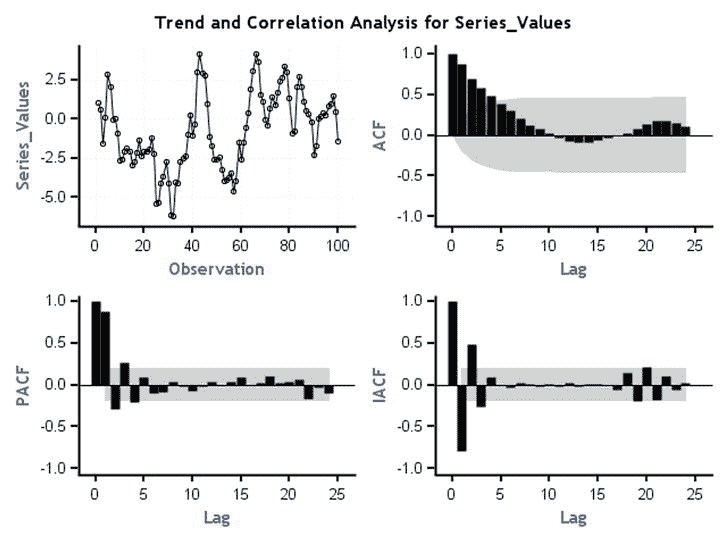 Trend and Correlation Analysis for Series_Values
Series_Values
2.5
0.0
-2.5
-5.0
0 20 40 60 80 100
Observation
ACF
1.0
0.5
0.0
-0.5
-1.0
0 5 10 15 20 25
Lag
PACF
1.0
0.5
0.0
-0.5
-1.0
0 5 10 15 20 25
Lag
IACF
1.0
0.5
0.0
-0.5
-1.0
0 5 10 15 20 25
Lag